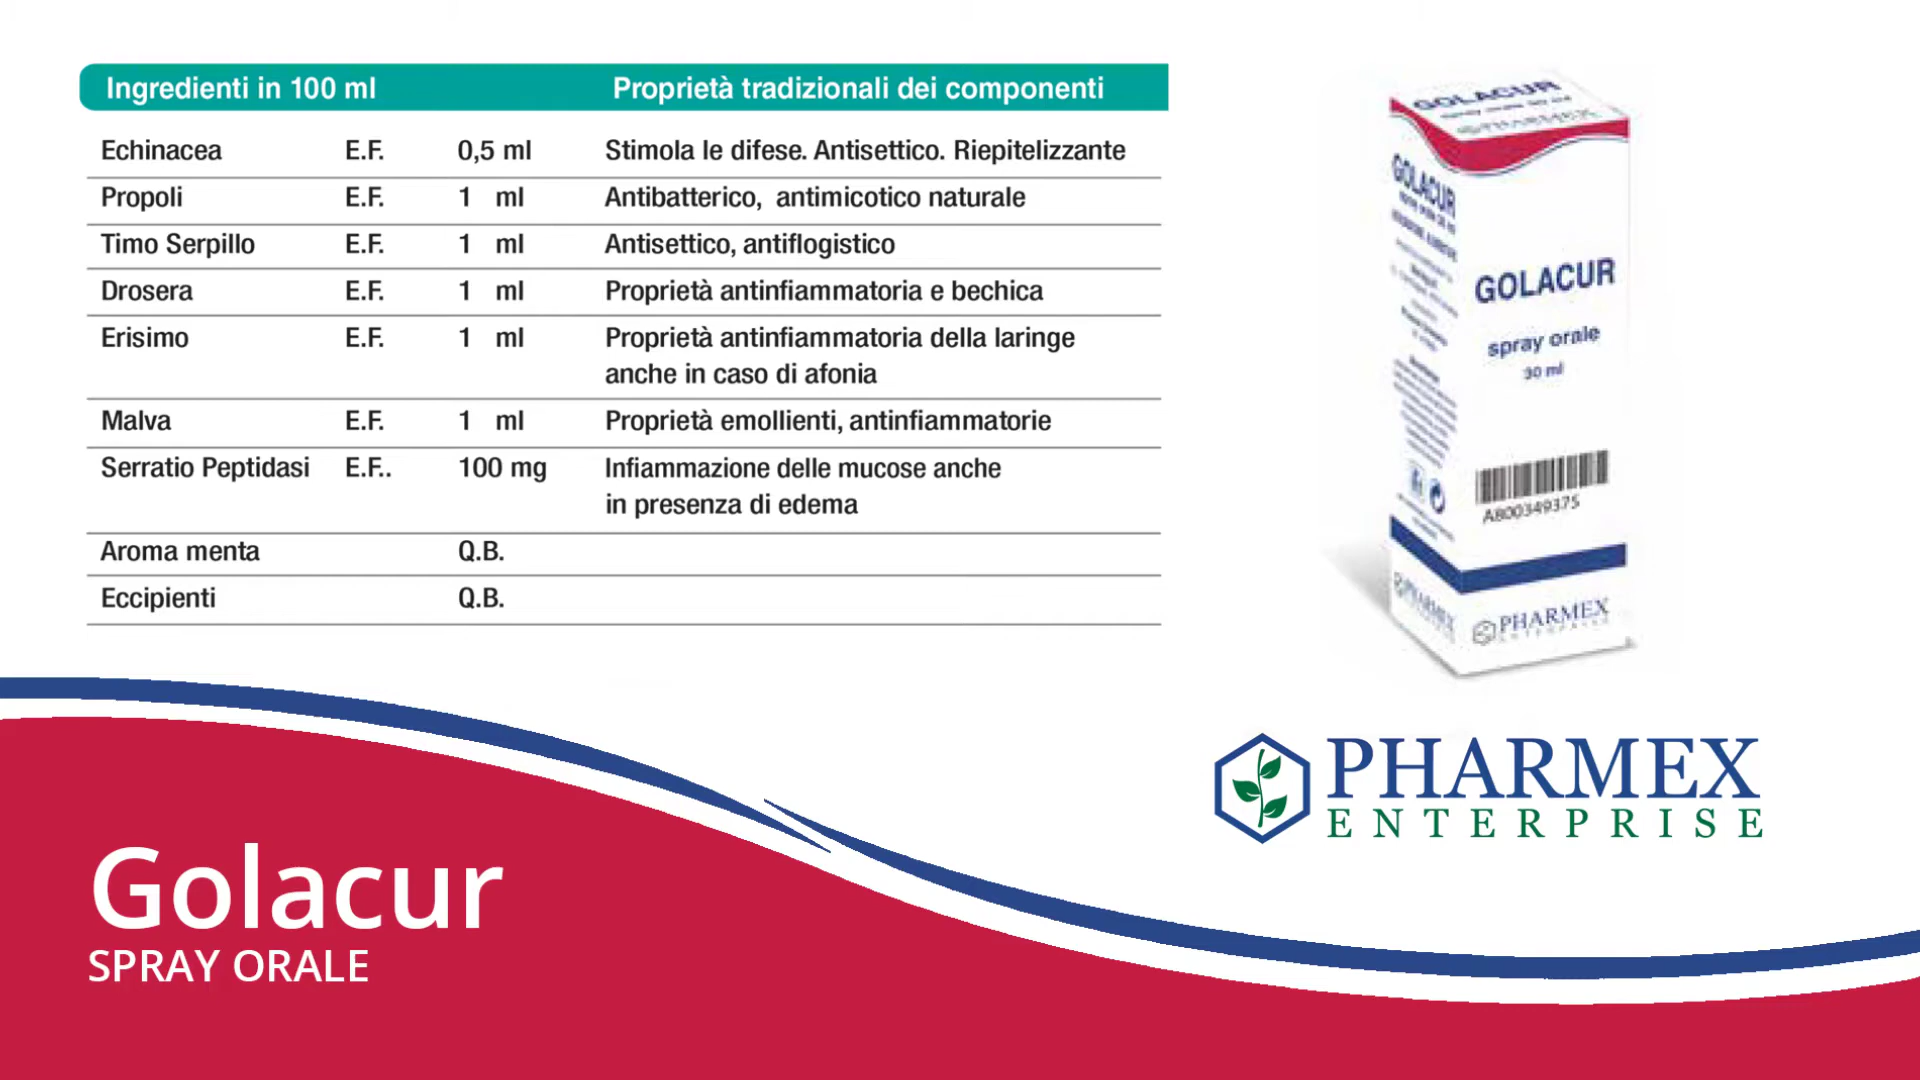 Ingredienti in 100 ml Proprietà tradizionali dei componenti
Echinacea E.F. 0,5 ml Stimola le difese. Antisettico. Riepitelizzante
Propoli E.F. 1 ml Antibatterico, antimicotico naturale
Timo Serpillo E.F. 1 ml Antisettico, antiflogistico
Drosera E.F. 1 ml Proprietà antinfiammatoria e bechica
Erisimo E.F. 1 ml Proprietà antinfiammatoria della laringe
anche in caso di afonia
Malva E.F. 1 ml Proprietà emollienti, antinfiammatorie
Serratio Peptidasi E.F.. 100 mg Infiammazione delle mucose anche
in presenza di edema
Aroma menta Q.B.
Eccipienti Q.B.
GOLACUR
PHARMEX
GOLACUR
GOLACUR
spray orale
30 ml
A800349375
PHARMEX
PHARMEX
ENTERPRISE
PHARMEX
ENTERPRISE
Golacur
SPRAY ORALE